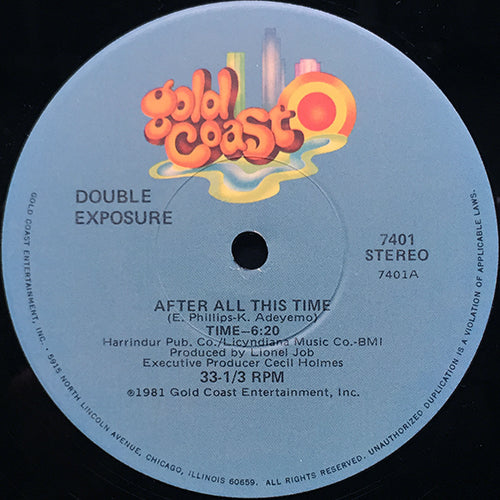 gold
coast
DOUBLE
EXPOSURE
7401
STEREO
7401A
AFTER ALL THIS TIME
(E. Phillips-K. Adeyemo)
TIME—6:20
Harrindur Pub. Co./Licyndiana Music Co.-BMI
Produced by Lionel Job
Executive Producer Cecil Holmes
33-1/3 RPM
℗1981 Gold Coast Entertainment, Inc.
GOLD COAST ENTERTAINMENT, INC. · 5915 NORTH LINCOLN AVENUE, CHICAGO, ILLINOIS 60659. ALL RIGHTS RESERVED. UNAUTHORIZED DUPLICATION IS A VIOLATION OF APPLICABLE LAWS.